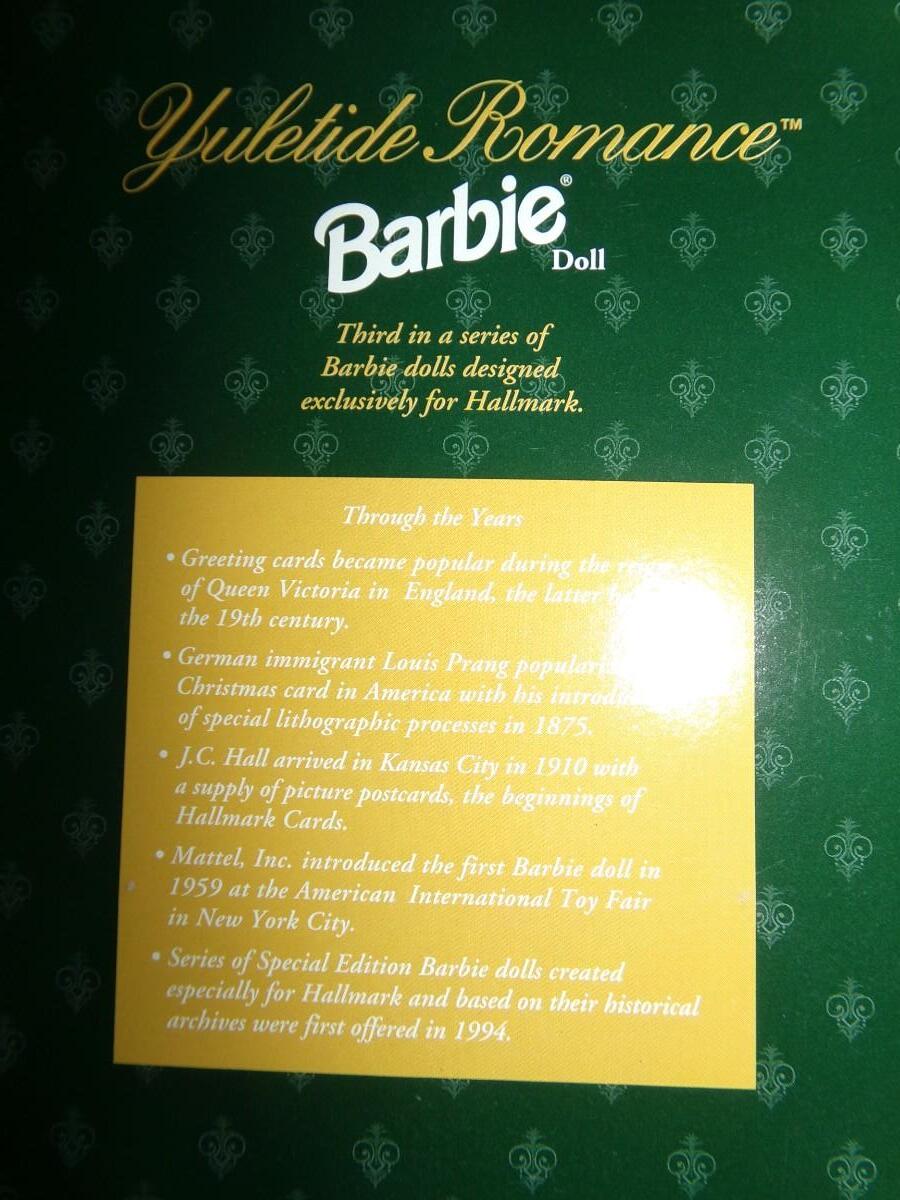 Yuletide Romance™
Barbie®
Doll
Third in a series of
Barbie dolls designed
exclusively for Hallmark.
Through the Years
• Greeting cards became popular during the
of Queen Victoria in England, the latter
the 19th century.
• German immigrant Louis Prang
Christmas card in America with his
of special lithographic processes in 1875.
• J.C. Hall arrived in Kansas City in 1910 with
a supply of picture postcards, the beginnings of
Hallmark Cards.
• Mattel, Inc. introduced the first Barbie doll in
1959 at the American International Toy Fair
in New York City.
• Series of Special Edition Barbie dolls created
especially for Hallmark and based on their historical
archives were first offered in 1994.